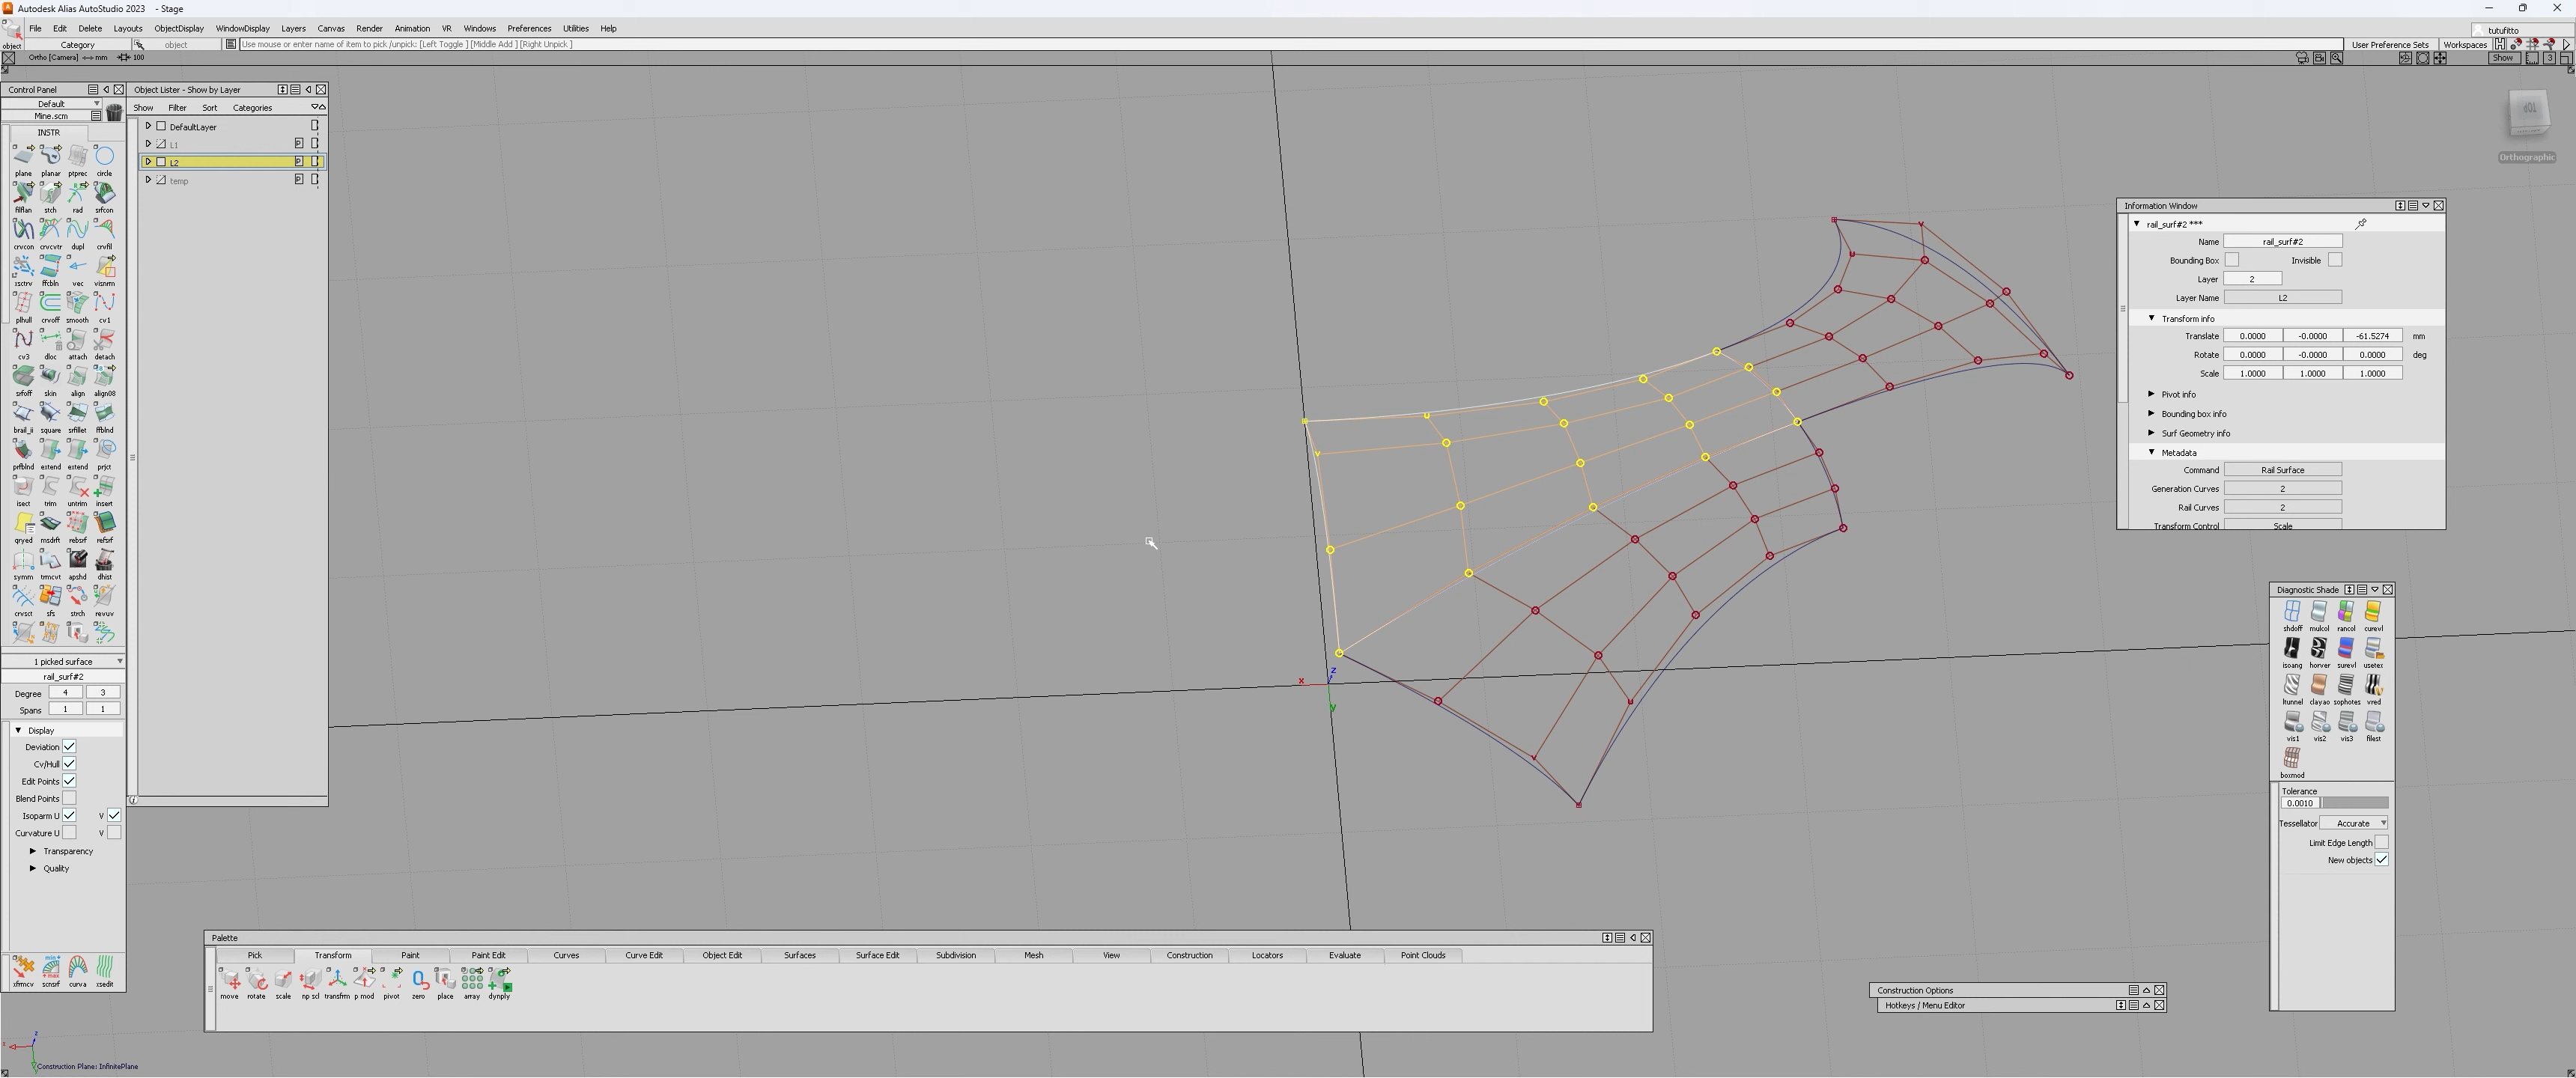 Autodesk Alias AutoStudio 2023 - Stage
File Edit Delete Layouts ObjectDisplay WindowDisplay Layers Canvas Render Animation VR Windows Preferences Utilities Help
tutufitto
object Category object Use mouse or enter name of item to pick /unpick: [Left Toggle ] [Middle Add ] [Right Unpick ] User Preference Sets Workspaces
Ortho [Camera] mm 100 Show 3
Control Panel
Default
Mine.scm
INSTR
plane planar ptprec circle
filflan stch rad srfcon
crvcon crvcvtr dupl crvfil
xsctrv ffcbln vec visnrm
plhull crvoff smooth cv1
cv3 dloc attach detach
srfoff skin align align08
brail_ii square srfillet ffblnd
prfblnd extend extend prjct
isect trim untrim insert
qryed msdrft rebsrf refsrf
symm trmcvt apshd dhist
crvsct sfs strch revuv
1 picked surface
rail_surf#2
Degree 4 3
Spans 1 1
Display
Deviation
Cv/Hull
Edit Points
Blend Points
Isoparm U V
Curvature U V
Transparency
Quality
xfrmcv scnsrf curva xsedit
Object Lister - Show by Layer
Show Filter Sort Categories
DefaultLayer
L1 P
L2 P
temp P
TOP
Orthographic
Information Window
rail_surf#2 ***
Name rail_surf#2
Bounding Box Invisible
Layer 2
Layer Name L2
Transform info
Translate 0.0000 -0.0000 -61.5274 mm
Rotate 0.0000 -0.0000 0.0000 deg
Scale 1.0000 1.0000 1.0000
Pivot info
Bounding box info
Surf Geometry info
Metadata
Command Rail Surface
Generation Curves 2
Rail Curves 2
Transform Control Scale
Diagnostic Shade
shdoff mulcol rancol curevl
isoang horver surevl usetex
ltunnel clayao sophotes vred
vis1 vis2 vis3 filest
boxmod
Tolerance
0.0010
Tessellator Accurate
Limit Edge Length
New objects
x z y
Palette
Pick Transform Paint Paint Edit Curves Curve Edit Object Edit Surfaces Surface Edit Subdivision Mesh View Construction Locators Evaluate Point Clouds
move rotate scale np scl transfrm p mod pivot zero place array dynply
Construction Options
Hotkeys / Menu Editor
Construction Plane: InfinitePlane